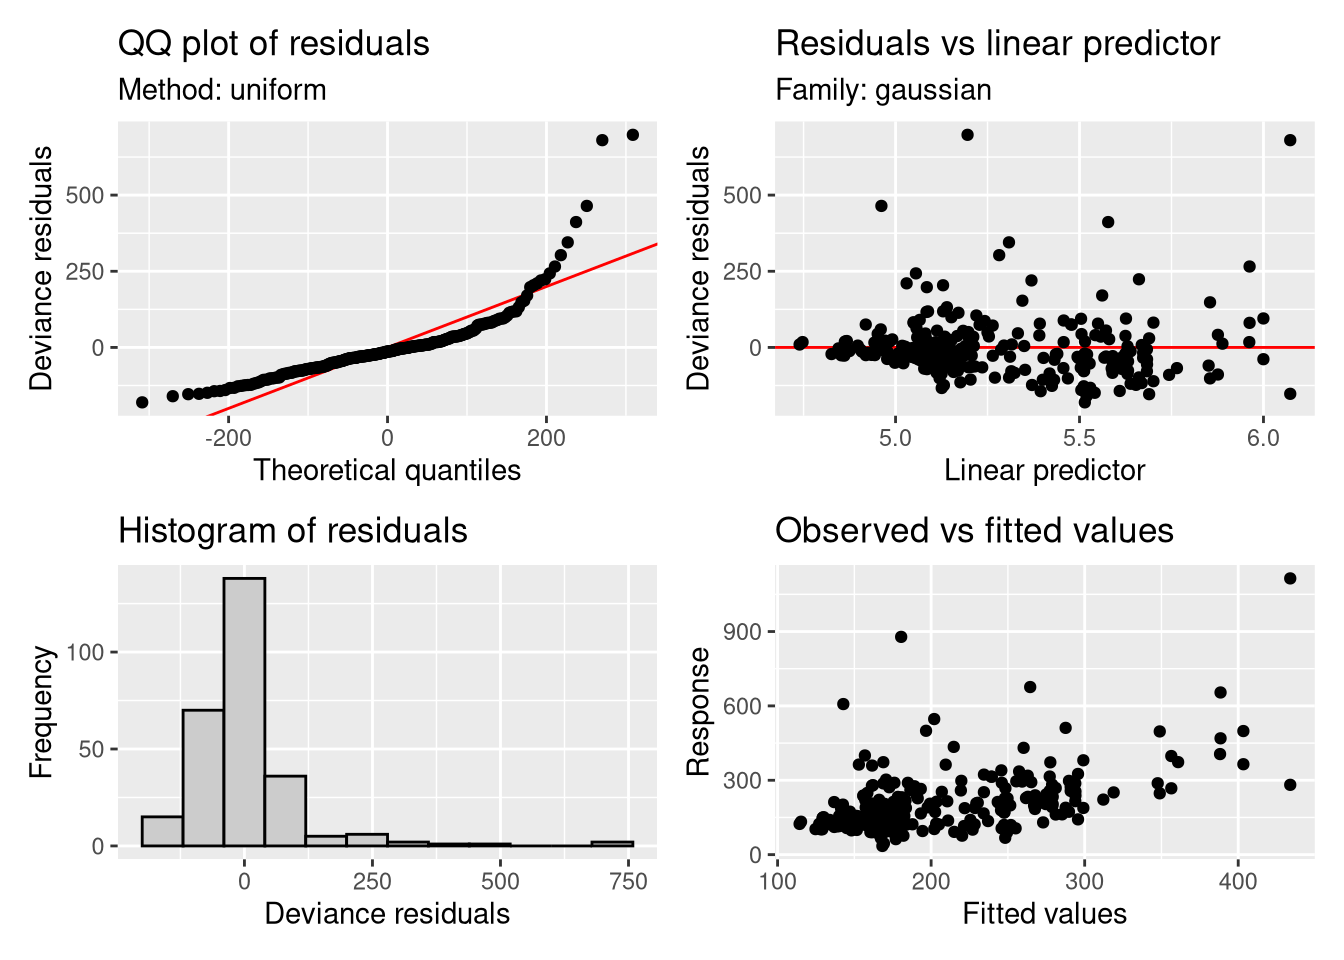 QQ plot of residuals
Method: uniform
Deviance residuals
500
250
0
-200
0
200
Theoretical quantiles
Residuals vs linear predictor
Family: gaussian
Deviance residuals
500
250
0
5.0
5.5
6.0
Linear predictor
Histogram of residuals
Frequency
100
50
0
0
250
500
750
Deviance residuals
Observed vs fitted values
Response
900
600
300
0
100
200
300
400
Fitted values